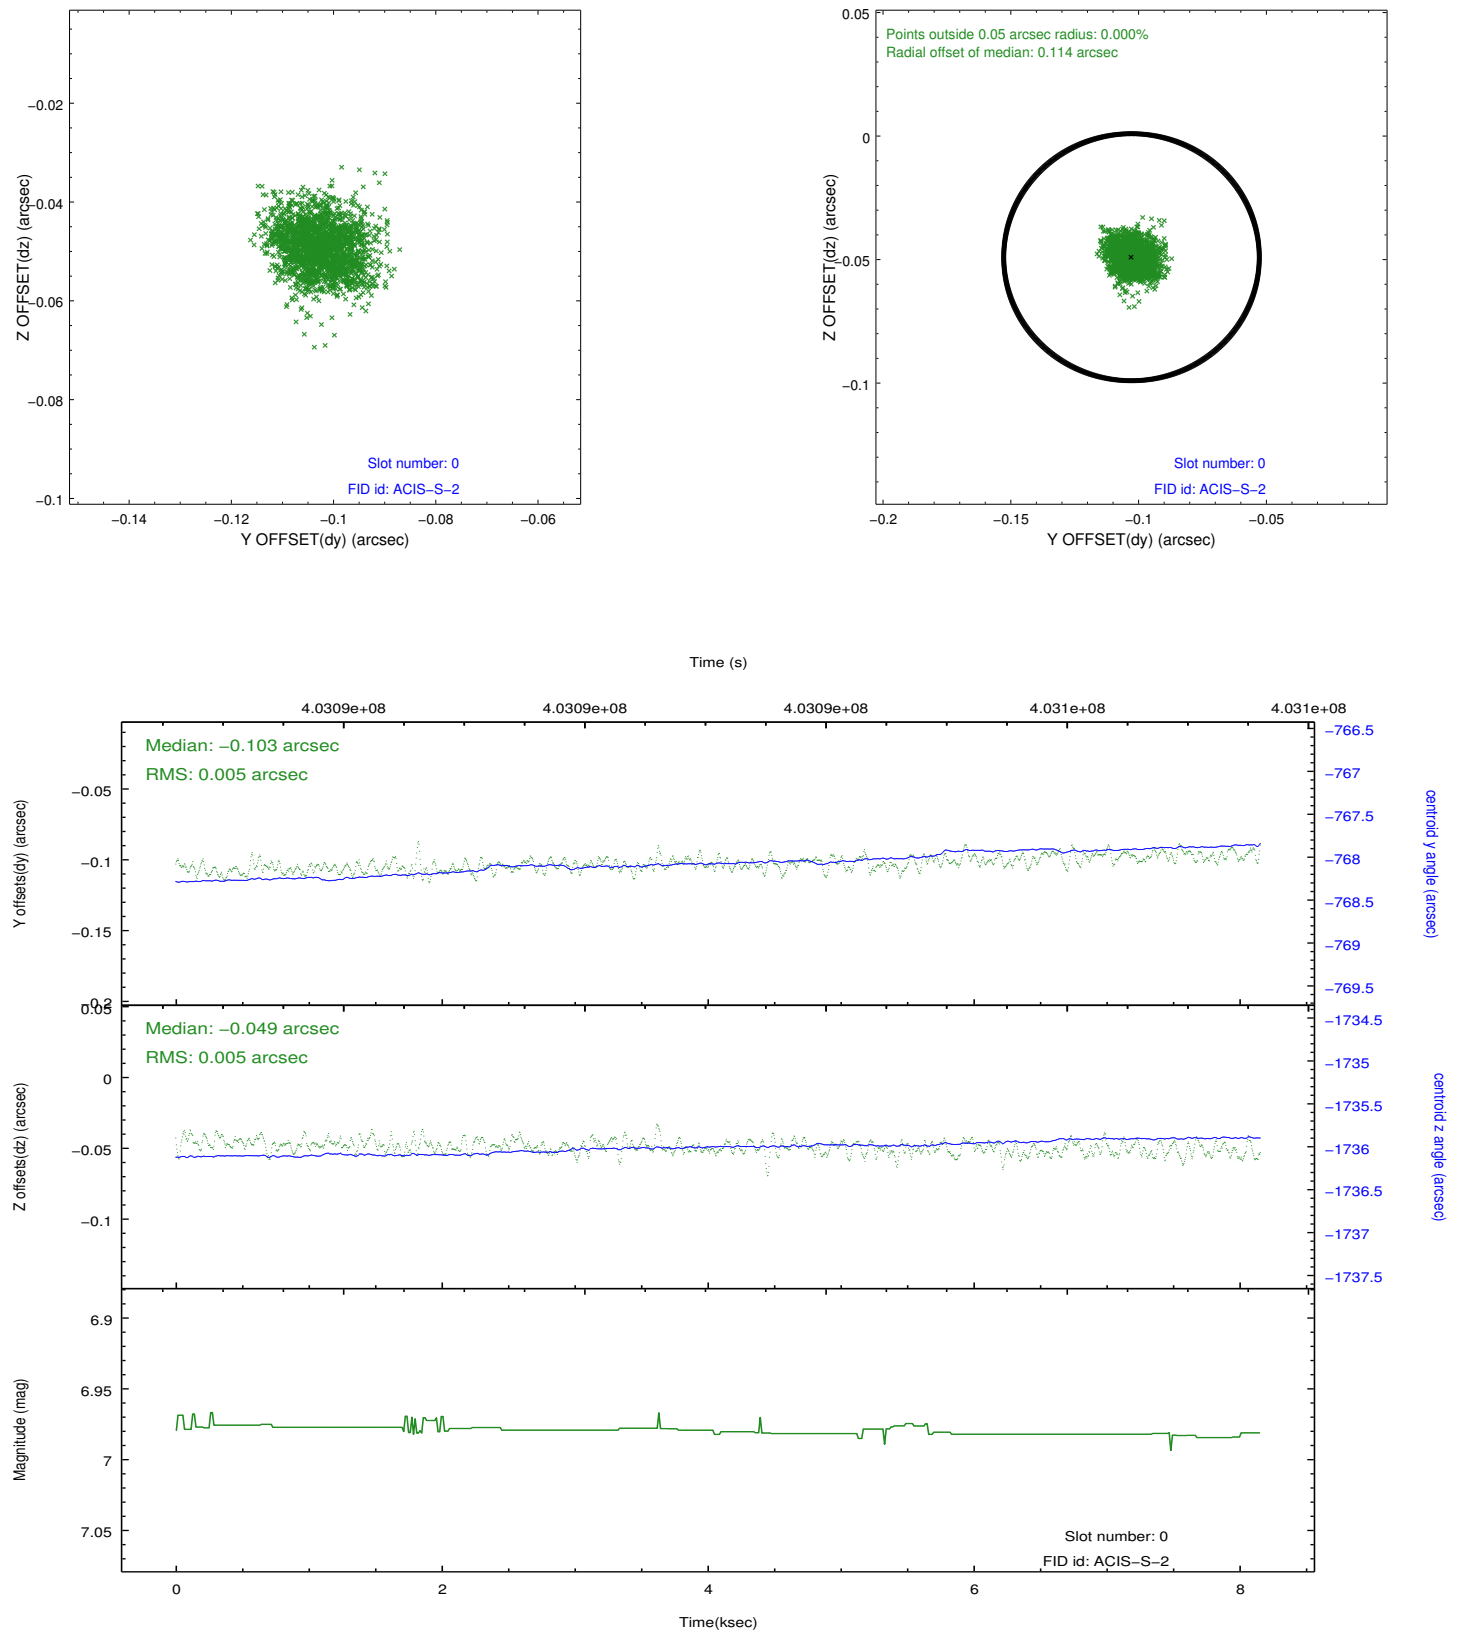 −0.02
−0.04
−0.06
−0.08
−0.1
Z OFFSET(dz) (arcsec)
Slot number: 0
FID id: ACIS−S−2
−0.14
−0.12
−0.1
−0.08
−0.06
Y OFFSET(dy) (arcsec)
0.05
0
−0.05
−0.1
Z OFFSET(dz) (arcsec)
Points outside 0.05 arcsec radius: 0.000%
Radial offset of median: 0.114 arcsec
Slot number: 0
FID id: ACIS−S−2
−0.2
−0.15
−0.1
−0.05
Y OFFSET(dy) (arcsec)
Time (s)
4.0309e+08
4.0309e+08
4.0309e+08
4.031e+08
4.031e+08
Median: −0.103 arcsec
RMS: 0.005 arcsec
Y offsets(dy) (arcsec)
−0.05
−0.1
−0.15
−0.2
−766.5
−767
−767.5
−768
−768.5
−769
−769.5
centroid y angle (arcsec)
Median: −0.049 arcsec
RMS: 0.005 arcsec
Z offsets(dz) (arcsec)
0.05
0
−0.05
−0.1
−1734.5
−1735
−1735.5
−1736
−1736.5
−1737
−1737.5
centroid z angle (arcsec)
Magnitude (mag)
6.9
6.95
7
7.05
Slot number: 0
FID id: ACIS−S−2
0
2
4
6
8
Time(ksec)